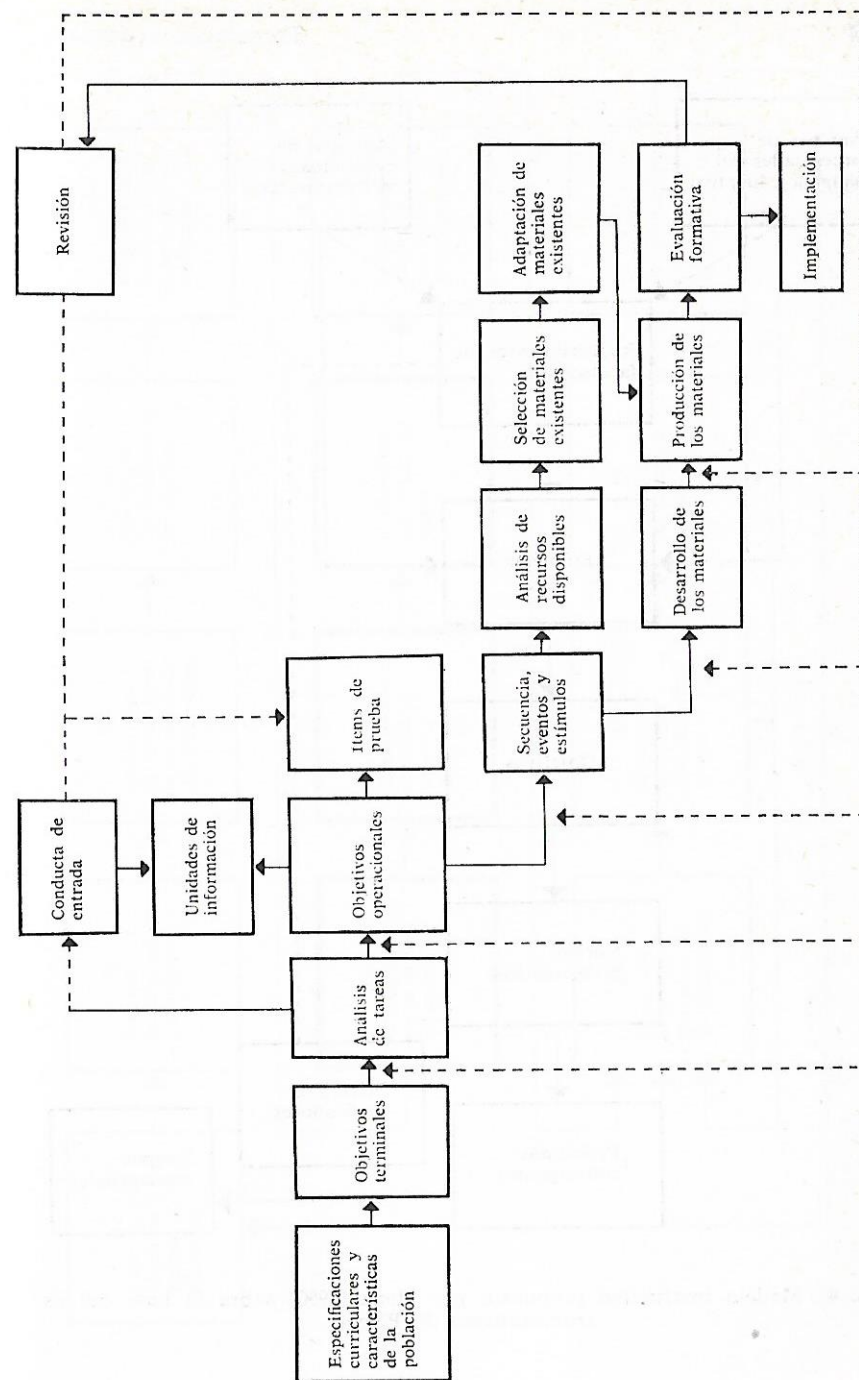 Especificaciones
curriculares y
características
de la
población
Objetivos
terminales
Análisis
de tareas
Conducta de
entrada
Unidades de
información
Objetivos
operacionales
Items de
prueba
Secuencia,
eventos y
estímulos
Análisis de
recursos
disponibles
Selección
de materiales
existentes
Adaptación de
materiales
existentes
Desarrollo de
los materiales
Producción de
los materiales
Evaluación
formativa
Implementación
Revisión